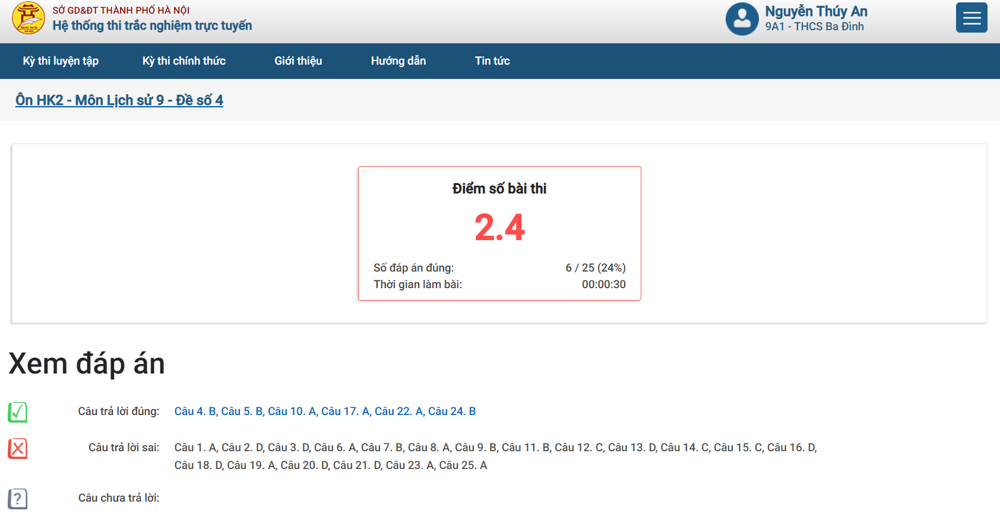 SỞ GD&ĐT THÀNH PHỐ HÀ NỘI
Hệ thống thi trắc nghiệm trực tuyến
Nguyễn Thúy An
9A1 - THCS Ba Đình
Kỳ thi luyện tập Kỳ thi chính thức Giới thiệu Hướng dẫn Tin tức
Ôn HK2 - Môn Lịch sử 9 - Đề số 4
Điểm số bài thi
2.4
Số đáp án đúng: 6 / 25 (24%)
Thời gian làm bài: 00:00:30
Xem đáp án
Câu trả lời đúng: Câu 4. B, Câu 5. B, Câu 10. A, Câu 17. A, Câu 22. A, Câu 24. B
Câu trả lời sai: Câu 1. A, Câu 2. D, Câu 3. D, Câu 6. A, Câu 7. B, Câu 8. A, Câu 9. B, Câu 11. B, Câu 12. C, Câu 13. D, Câu 14. C, Câu 15. C, Câu 16. D,
Câu 18. D, Câu 19. A, Câu 20. D, Câu 21. D, Câu 23. A, Câu 25. A
Câu chưa trả lời: